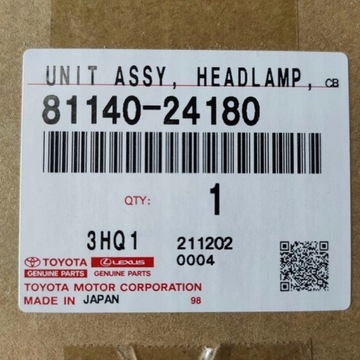 UNIT ASSY, HEADLAMP, CB
81140-24180
QTY: 1
3HQ1 211202
0004
TOYOTA LEXUS
GENUINE PARTS GENUINE PARTS
TOYOTA MOTOR CORPORATION
MADE IN JAPAN 98